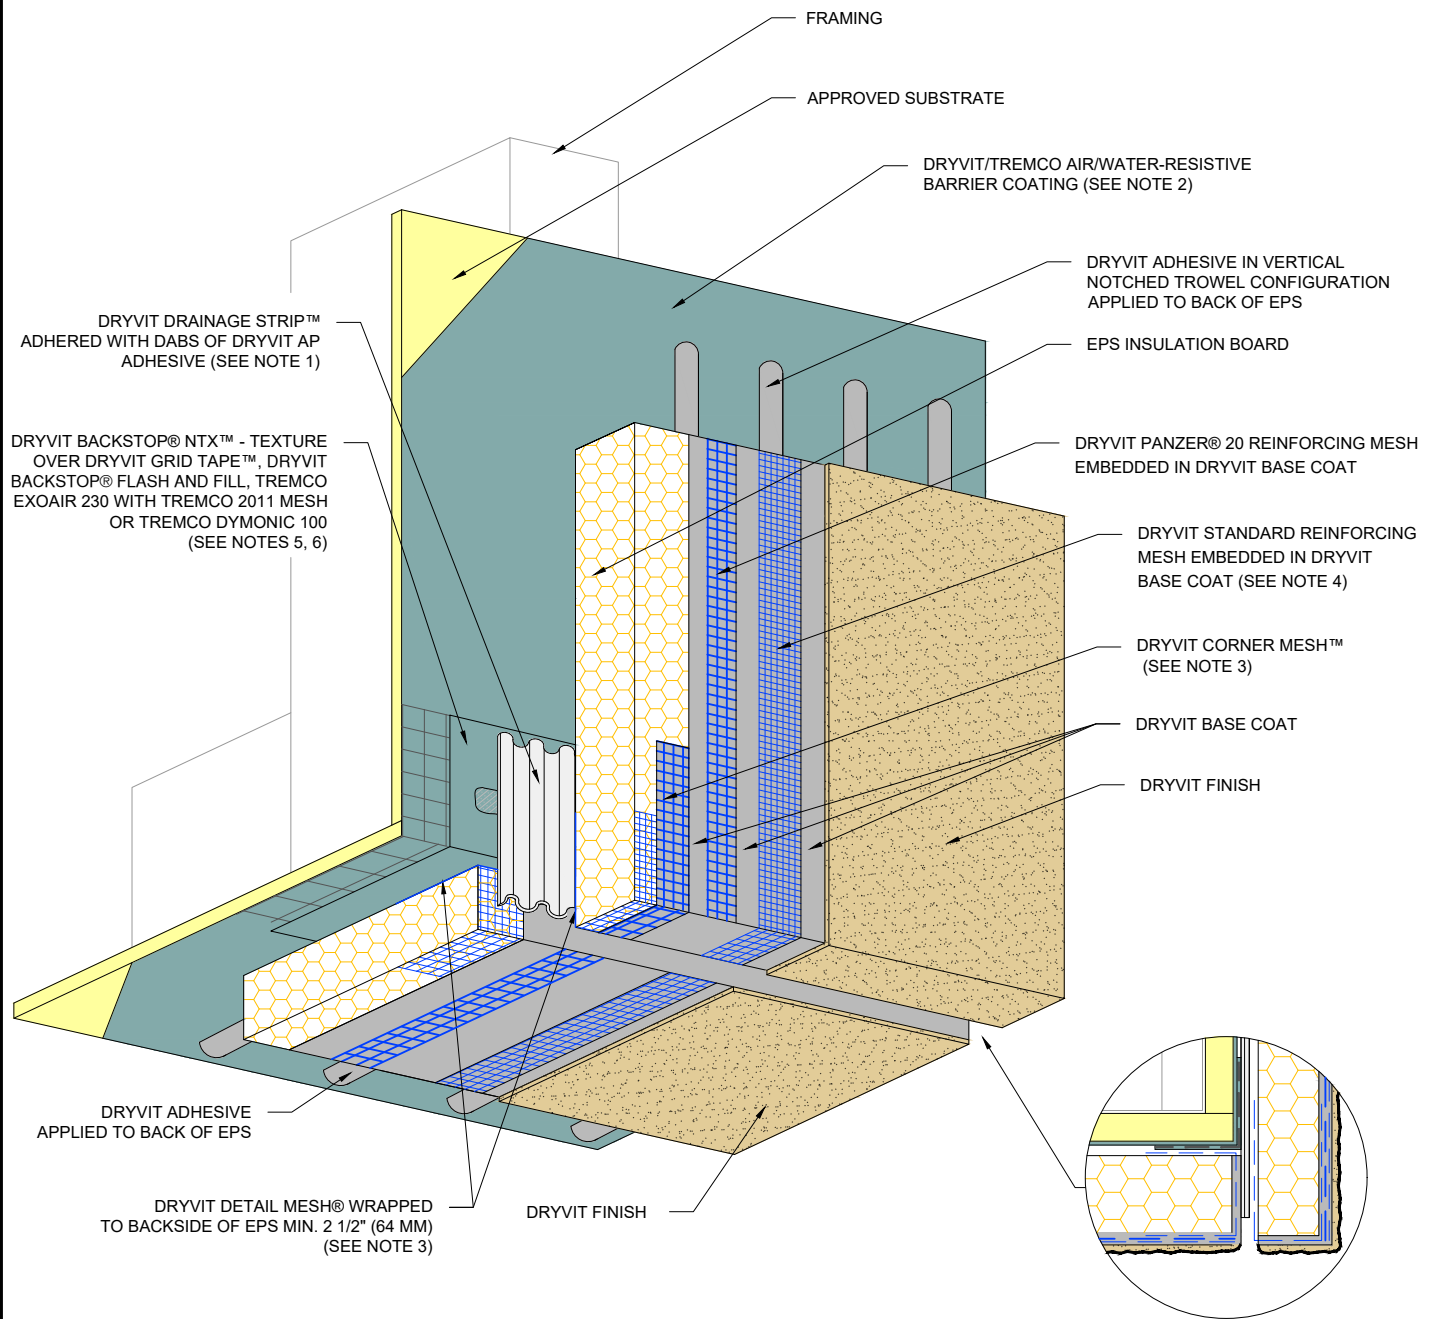 FRAMING
APPROVED SUBSTRATE
DRYVIT/TREMCO AIR/WATER-RESISTIVE
BARRIER COATING (SEE NOTE 2)
DRYVIT ADHESIVE IN VERTICAL
NOTCHED TROWEL CONFIGURATION
APPLIED TO BACK OF EPS
EPS INSULATION BOARD
DRYVIT PANZER® 20 REINFORCING MESH
EMBEDDED IN DRYVIT BASE COAT
DRYVIT STANDARD REINFORCING
MESH EMBEDDED IN DRYVIT
BASE COAT (SEE NOTE 4)
DRYVIT CORNER MESH™
(SEE NOTE 3)
DRYVIT BASE COAT
DRYVIT FINISH
DRYVIT DRAINAGE STRIP™
ADHERED WITH DABS OF DRYVIT AP
ADHESIVE (SEE NOTE 1)
DRYVIT BACKSTOP® NTX™ - TEXTURE
OVER DRYVIT GRID TAPE™, DRYVIT
BACKSTOP® FLASH AND FILL, TREMCO
EXOAIR 230 WITH TREMCO 2011 MESH
OR TREMCO DYMONIC 100
(SEE NOTES 5, 6)
DRYVIT ADHESIVE
APPLIED TO BACK OF EPS
DRYVIT DETAIL MESH® WRAPPED
TO BACKSIDE OF EPS MIN. 2 1/2" (64 MM)
(SEE NOTE 3)
DRYVIT FINISH